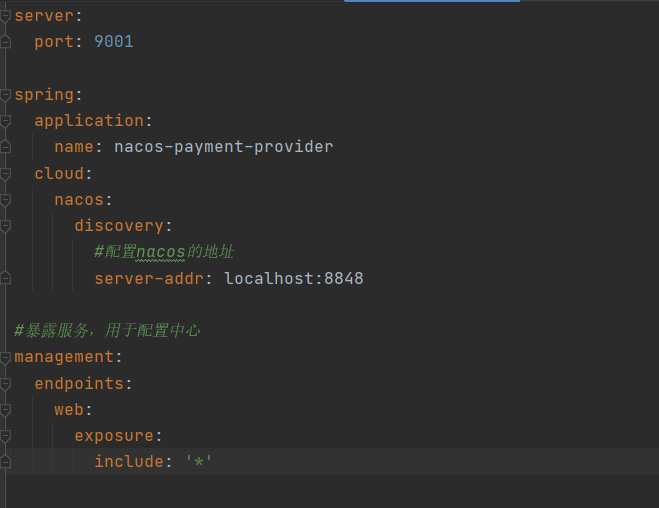 server:
  port: 9001
spring:
  application:
    name: nacos-payment-provider
  cloud:
    nacos:
      discovery:
        #配置nacos的地址
        server-addr: localhost:8848
#暴露服务，用于配置中心
management:
  endpoints:
    web:
      exposure:
        include: '*'